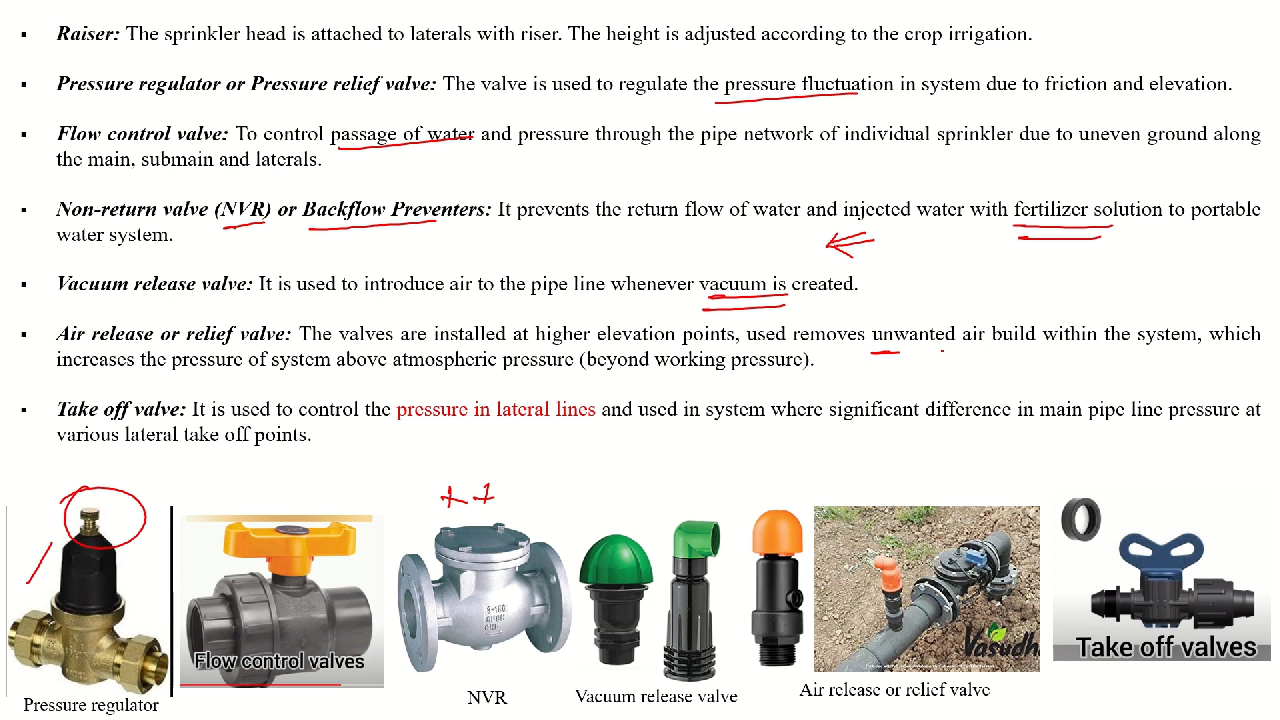 ▪ Raiser: The sprinkler head is attached to laterals with riser. The height is adjusted according to the crop irrigation.
▪ Pressure regulator or Pressure relief valve: The valve is used to regulate the pressure fluctuation in system due to friction and elevation.
▪ Flow control valve: To control passage of water and pressure through the pipe network of individual sprinkler due to uneven ground along
the main, submain and laterals.
▪ Non-return valve (NVR) or Backflow Preventers: It prevents the return flow of water and injected water with fertilizer solution to portable
water system.
▪ Vacuum release valve: It is used to introduce air to the pipe line whenever vacuum is created.
▪ Air release or relief valve: The valves are installed at higher elevation points, used removes unwanted air build within the system, which
increases the pressure of system above atmospheric pressure (beyond working pressure).
▪ Take off valve: It is used to control the pressure in lateral lines and used in system where significant difference in main pipe line pressure at
various lateral take off points.
Flow control valves
Vasudh
Take off valves
Pressure regulator
NVR
Vacuum release valve
Air release or relief valve